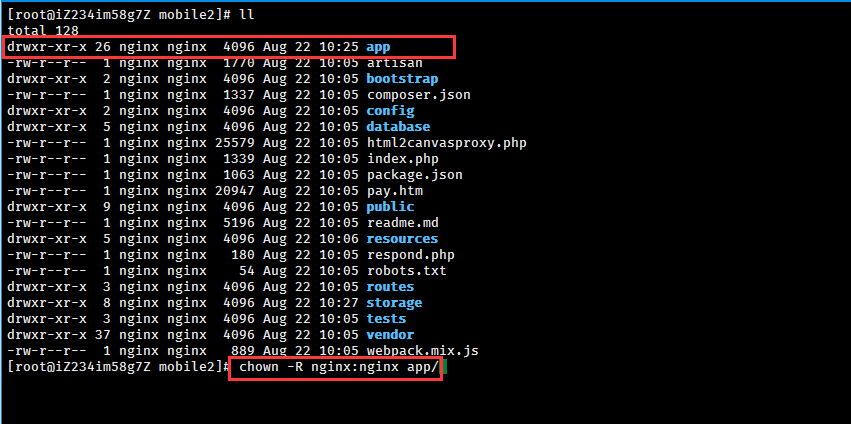 [root@iZ234im58g7Z mobile2]# ll
total 128
drwxr-xr-x 26 nginx nginx  4096 Aug 22 10:25 app
-rw-r--r--  1 nginx nginx  1770 Aug 22 10:05 artisan
drwxr-xr-x  2 nginx nginx  4096 Aug 22 10:05 bootstrap
-rw-r--r--  1 nginx nginx  1337 Aug 22 10:05 composer.json
drwxr-xr-x  2 nginx nginx  4096 Aug 22 10:05 config
drwxr-xr-x  5 nginx nginx  4096 Aug 22 10:05 database
-rw-r--r--  1 nginx nginx 25579 Aug 22 10:05 html2canvasproxy.php
-rw-r--r--  1 nginx nginx  1339 Aug 22 10:05 index.php
-rw-r--r--  1 nginx nginx  1063 Aug 22 10:05 package.json
-rw-r--r--  1 nginx nginx 20947 Aug 22 10:05 pay.htm
drwxr-xr-x  9 nginx nginx  4096 Aug 22 10:05 public
-rw-r--r--  1 nginx nginx  5196 Aug 22 10:05 readme.md
drwxr-xr-x  5 nginx nginx  4096 Aug 22 10:06 resources
-rw-r--r--  1 nginx nginx   180 Aug 22 10:05 respond.php
-rw-r--r--  1 nginx nginx    54 Aug 22 10:05 robots.txt
drwxr-xr-x  3 nginx nginx  4096 Aug 22 10:05 routes
drwxr-xr-x  8 nginx nginx  4096 Aug 22 10:27 storage
drwxr-xr-x  3 nginx nginx  4096 Aug 22 10:05 tests
drwxr-xr-x 37 nginx nginx  4096 Aug 22 10:05 vendor
-rw-r--r--  1 nginx nginx   889 Aug 22 10:05 webpack.mix.js
[root@iZ234im58g7Z mobile2]# chown -R nginx:nginx app/